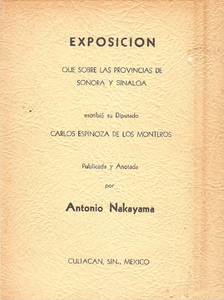 EXPOSICION
QUE SOBRE LAS PROVINCIAS DE
SONORA Y SINALOA
escribió su Diputado
CARLOS ESPINOZA DE LOS MONTEROS
Publicada y Anotada
por
Antonio Nakayama
CULIACAN, SIN., MEXICO